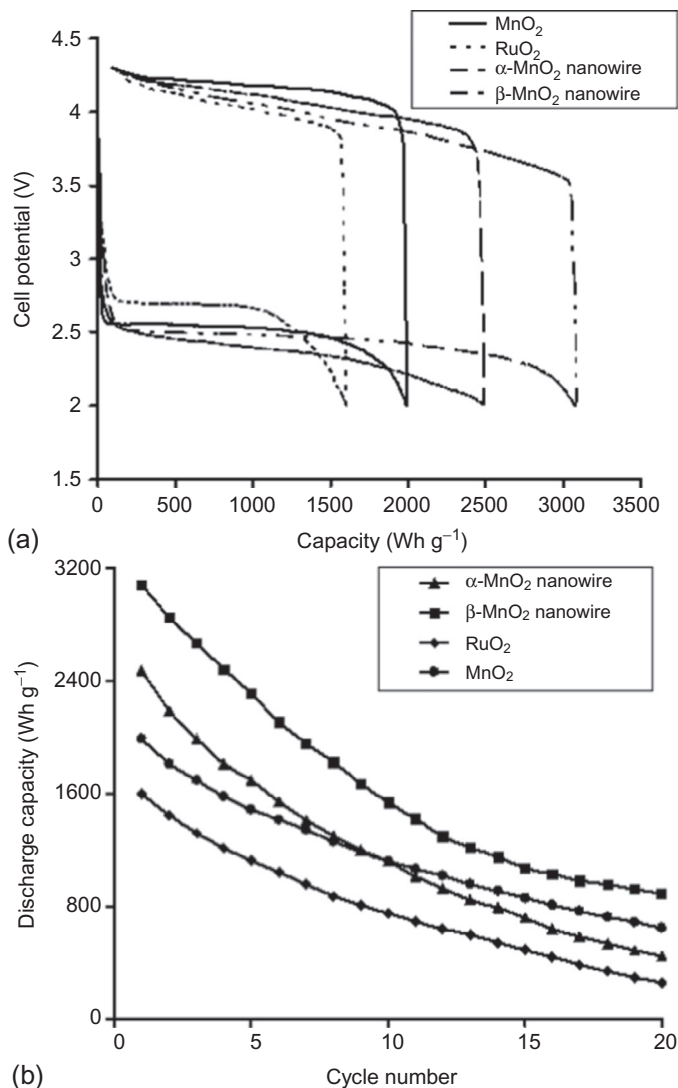 4.5
4
3.5
3
2.5
2
1.5
Cell potential (V)
MnO₂
RuO₂
α-MnO₂ nanowire
β-MnO₂ nanowire
0 500 1000 1500 2000 2500 3000 3500
(a)
Capacity (Wh g⁻¹)
3200
2400
1600
800
0
Discharge capacity (Wh g⁻¹)
α-MnO₂ nanowire
β-MnO₂ nanowire
RuO₂
MnO₂
0 5 10 15 20
(b)
Cycle number